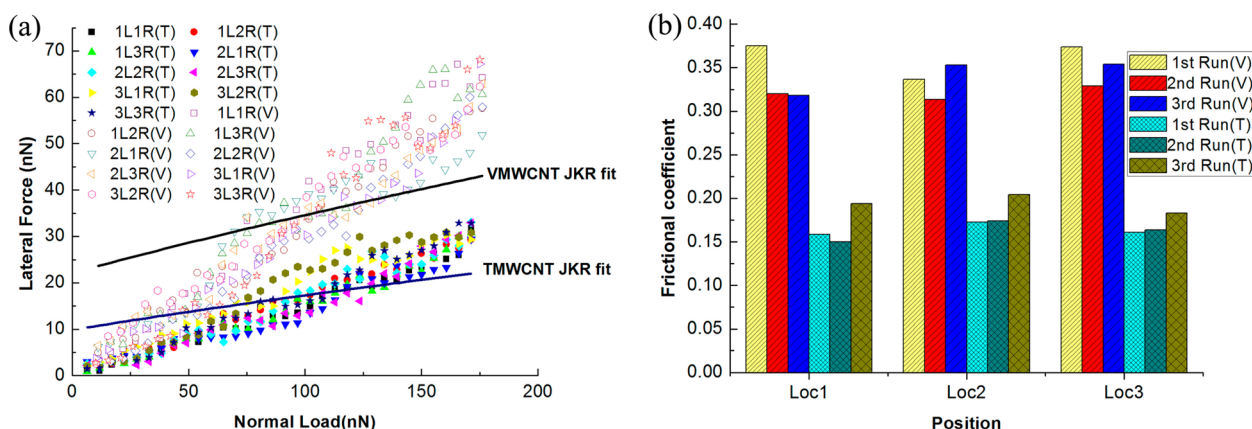 (a)
1L1R(T) 1L2R(T)
1L3R(T) 2L1R(T)
2L2R(T) 2L3R(T)
3L1R(T) 3L2R(T)
3L3R(T) 1L1R(V)
1L2R(V) 1L3R(V)
2L1R(V) 2L2R(V)
2L3R(V) 3L1R(V)
3L2R(V) 3L3R(V)
VMWCNT JKR fit
TMWCNT JKR fit
Lateral Force (nN)
70
60
50
40
30
20
10
0
0 50 100 150 200
Normal Load(nN)
(b)
1st Run(V)
2nd Run(V)
3rd Run(V)
1st Run(T)
2nd Run(T)
3rd Run(T)
Frictional coefficient
0.40
0.35
0.30
0.25
0.20
0.15
0.10
0.05
0.00
Loc1 Loc2 Loc3
Position